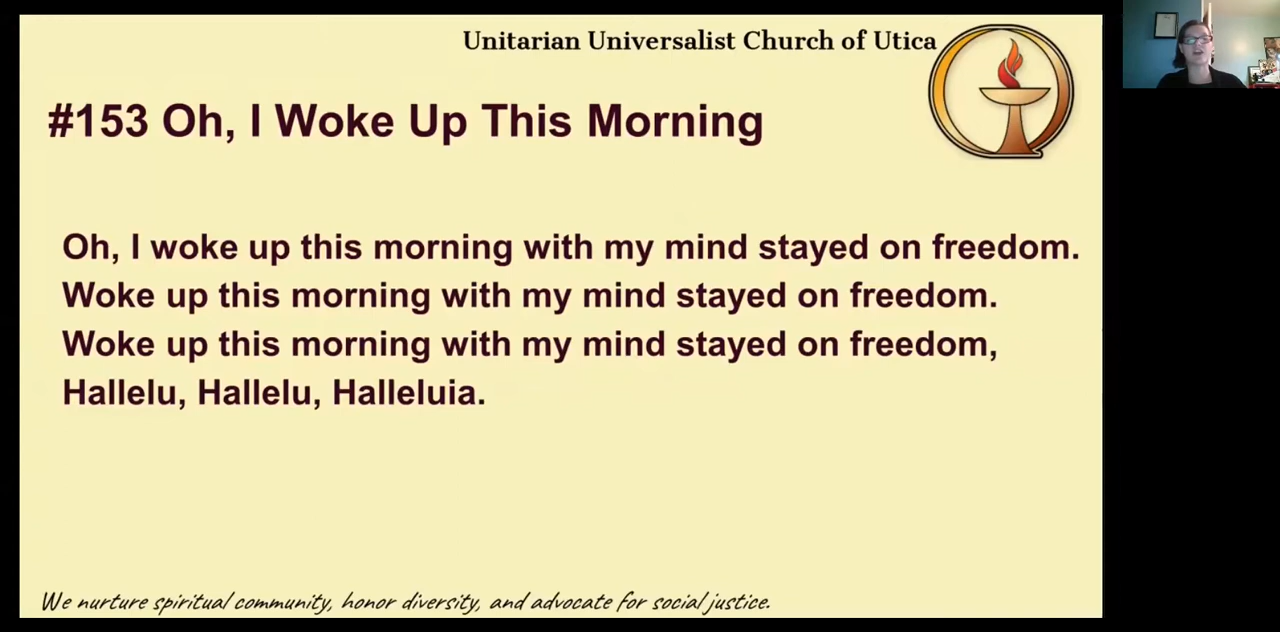 Unitarian Universalist Church of Utica
#153 Oh, I Woke Up This Morning
Oh, I woke up this morning with my mind stayed on freedom.
Woke up this morning with my mind stayed on freedom.
Woke up this morning with my mind stayed on freedom,
Hallelu, Hallelu, Halleluia.
We nurture spiritual community, honor diversity, and advocate for social justice.